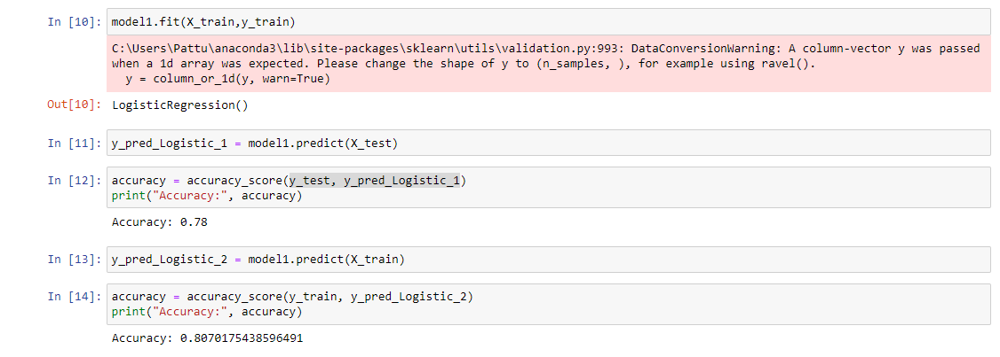 In [10]: model1.fit(X_train,y_train)
C:\Users\Pattu\anaconda3\lib\site-packages\sklearn\utils\validation.py:993: DataConversionWarning: A column-vector y was passed
when a 1d array was expected. Please change the shape of y to (n_samples, ), for example using ravel().
  y = column_or_1d(y, warn=True)
Out[10]: LogisticRegression()
In [11]: y_pred_Logistic_1 = model1.predict(X_test)
In [12]: accuracy = accuracy_score(y_test, y_pred_Logistic_1)
print("Accuracy:", accuracy)
Accuracy: 0.78
In [13]: y_pred_Logistic_2 = model1.predict(X_train)
In [14]: accuracy = accuracy_score(y_train, y_pred_Logistic_2)
print("Accuracy:", accuracy)
Accuracy: 0.8070175438596491